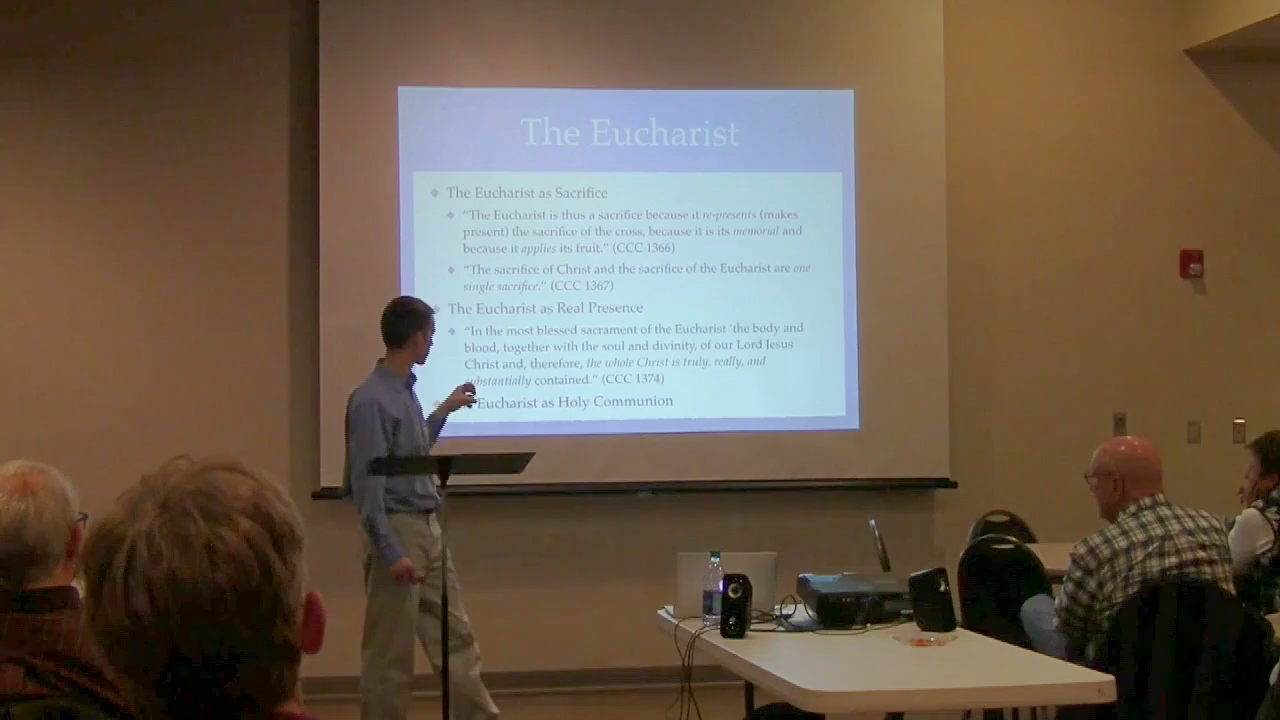 The Eucharist
The Eucharist as Sacrifice
"The Eucharist is thus a sacrifice because it re-presents (makes
present) the sacrifice of the cross, because it is its memorial and
because it applies its fruit." (CCC 1366)
"The sacrifice of Christ and the sacrifice of the Eucharist are one
single sacrifice." (CCC 1367)
The Eucharist as Real Presence
"In the most blessed sacrament of the Eucharist 'the body and
blood, together with the soul and divinity, of our Lord Jesus
Christ and, therefore, the whole Christ is truly, really, and
substantially contained." (CCC 1374)
Eucharist as Holy Communion